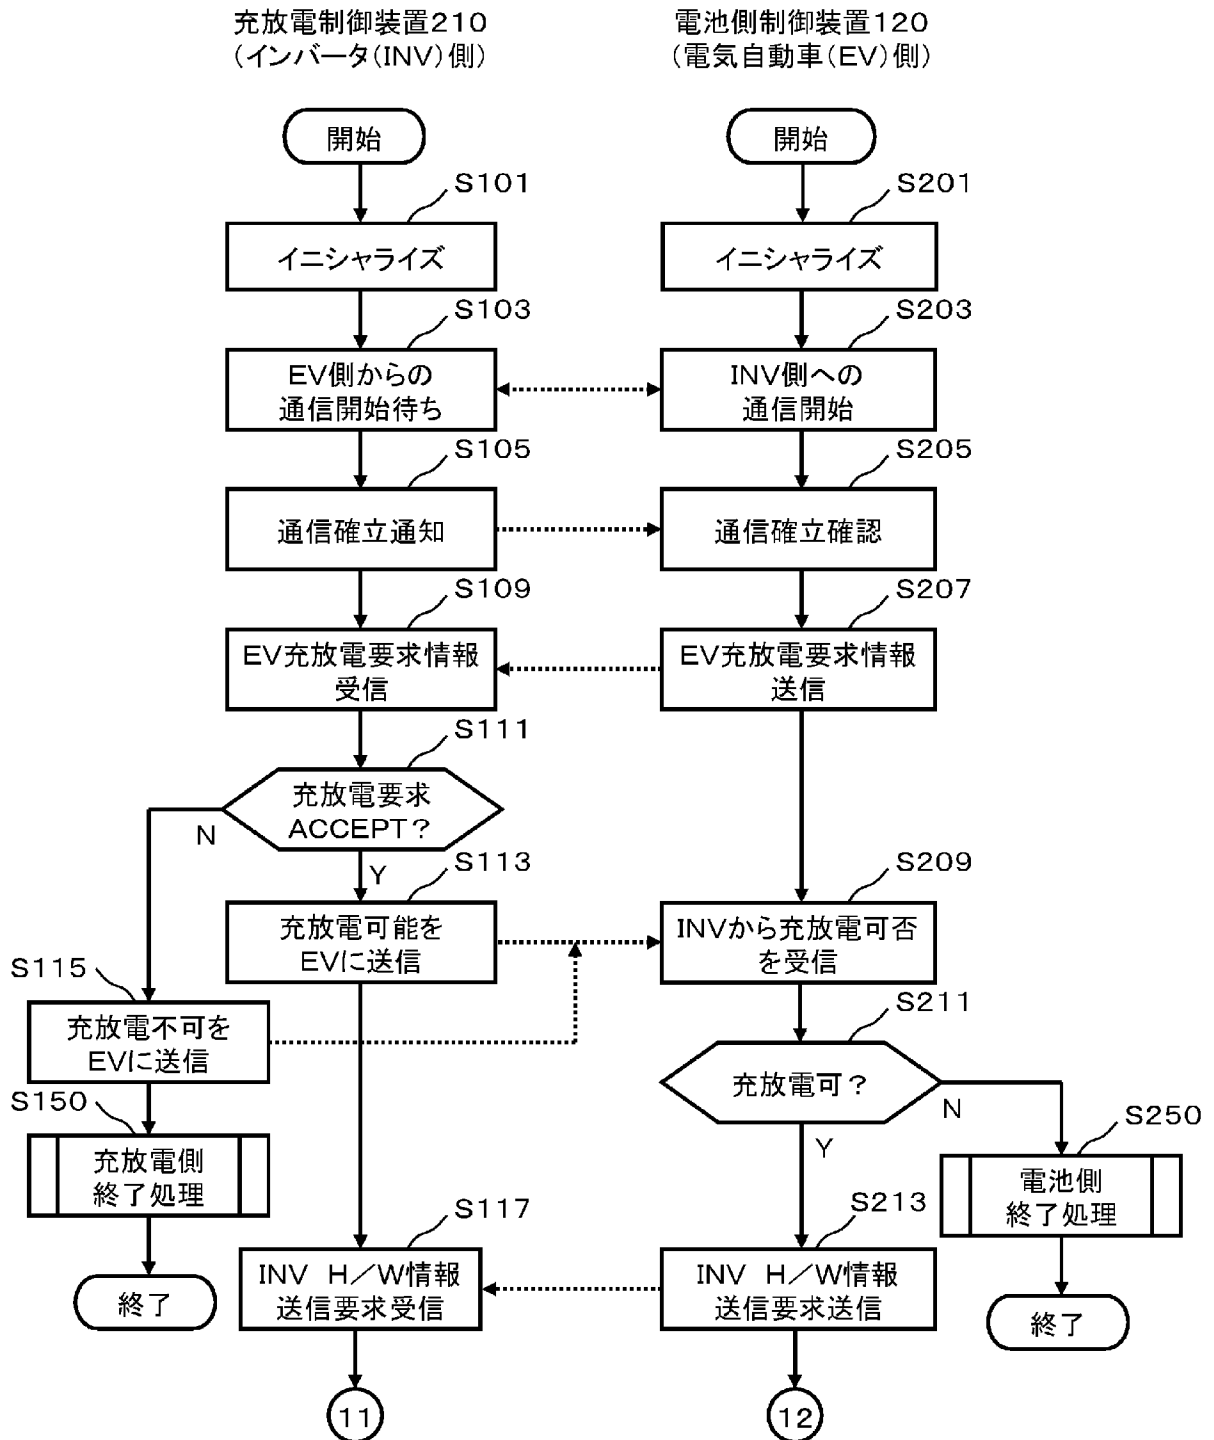 充放電制御装置210
(インバータ(INV)側)
電池側制御装置120
(電気自動車(EV)側)
開始
開始
S101
S201
イニシャライズ
イニシャライズ
S103
S203
EV側からの
通信開始待ち
INV側への
通信開始
S105
S205
通信確立通知
通信確立確認
S109
S207
EV充放電要求情報
受信
EV充放電要求情報
送信
S111
充放電要求
ACCEPT?
N
Y
S113
S209
充放電可能を
EVに送信
INVから充放電可否
を受信
S115
S211
充放電不可を
EVに送信
充放電可?
N
Y
S150
S250
充放電側
終了処理
電池側
終了処理
S117
S213
INV H/W情報
送信要求受信
INV H/W情報
送信要求送信
終了
終了
11
12